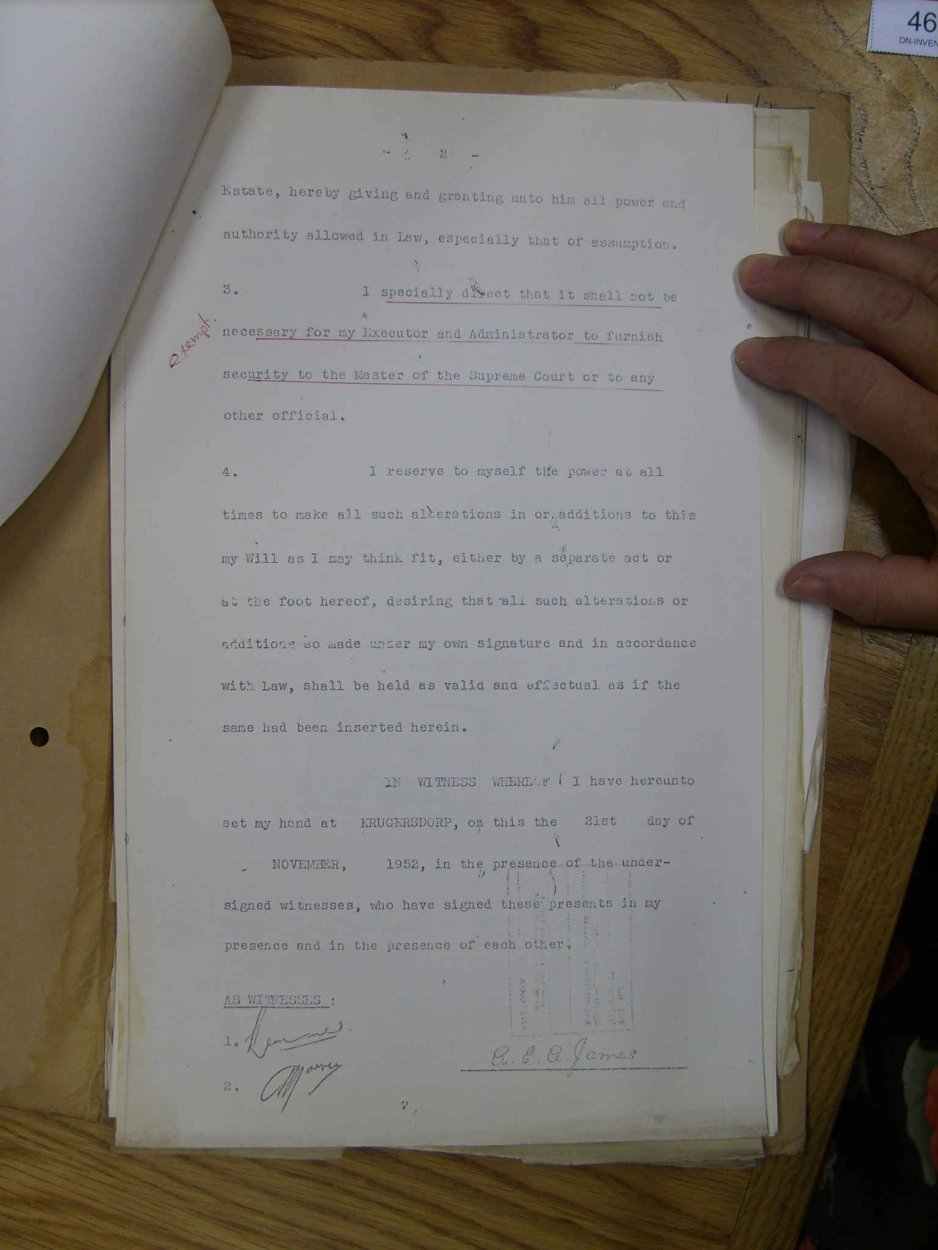 46
DN-INVEN
- 2 -
Estate, hereby giving and granting unto him all power and
authority allowed in Law, especially that of assumption.
3. I specially direct that it shall not be
exempt.
necessary for my Executor and Administrator to furnish
security to the Master of the Supreme Court or to any
other official.
4. I reserve to myself the power at all
times to make all such alterations in or additions to this
my Will as I may think fit, either by a separate act or
at the foot hereof, desiring that all such alterations or
additions so made under my own signature and in accordance
with Law, shall be held as valid and effectual as if the
same had been inserted herein.
IN WITNESS WHEREOF I have hereunto
set my hand at KRUGERSDORP, on this the 21st day of
NOVEMBER, 1952, in the presence of the under-
signed witnesses, who have signed these presents in my
presence and in the presence of each other.
AS WITNESSES :
1.
A. E. A. James
2.